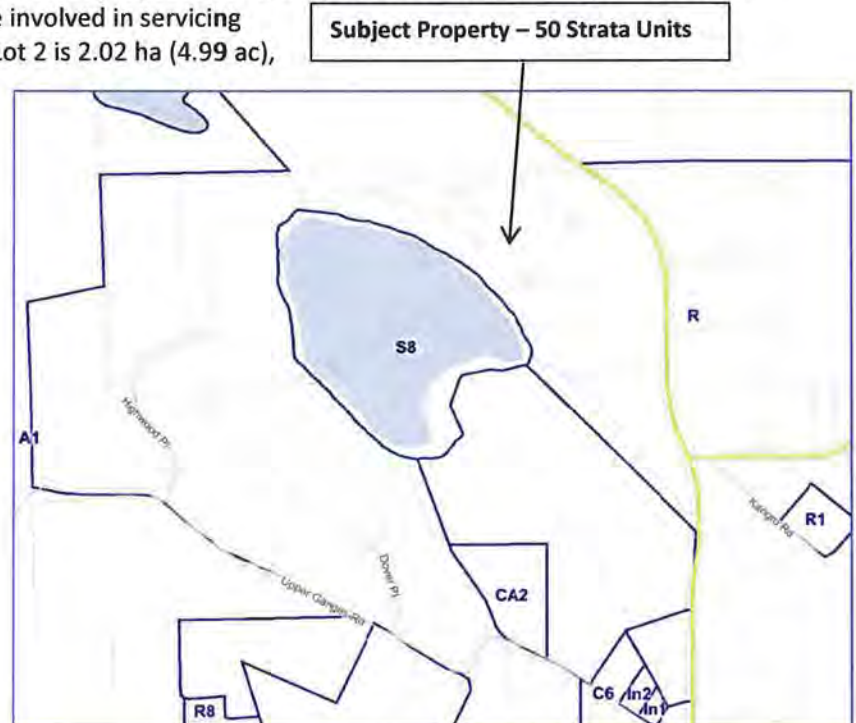 e involved in servicing
Lot 2 is 2.02 ha (4.99 ac),
Subject Property – 50 Strata Units
S8
R
Highwood Pl
A1
Kangro Rd
R1
Dover Pl
CA2
Upper Ganges Rd
C6
In2
In1
R8